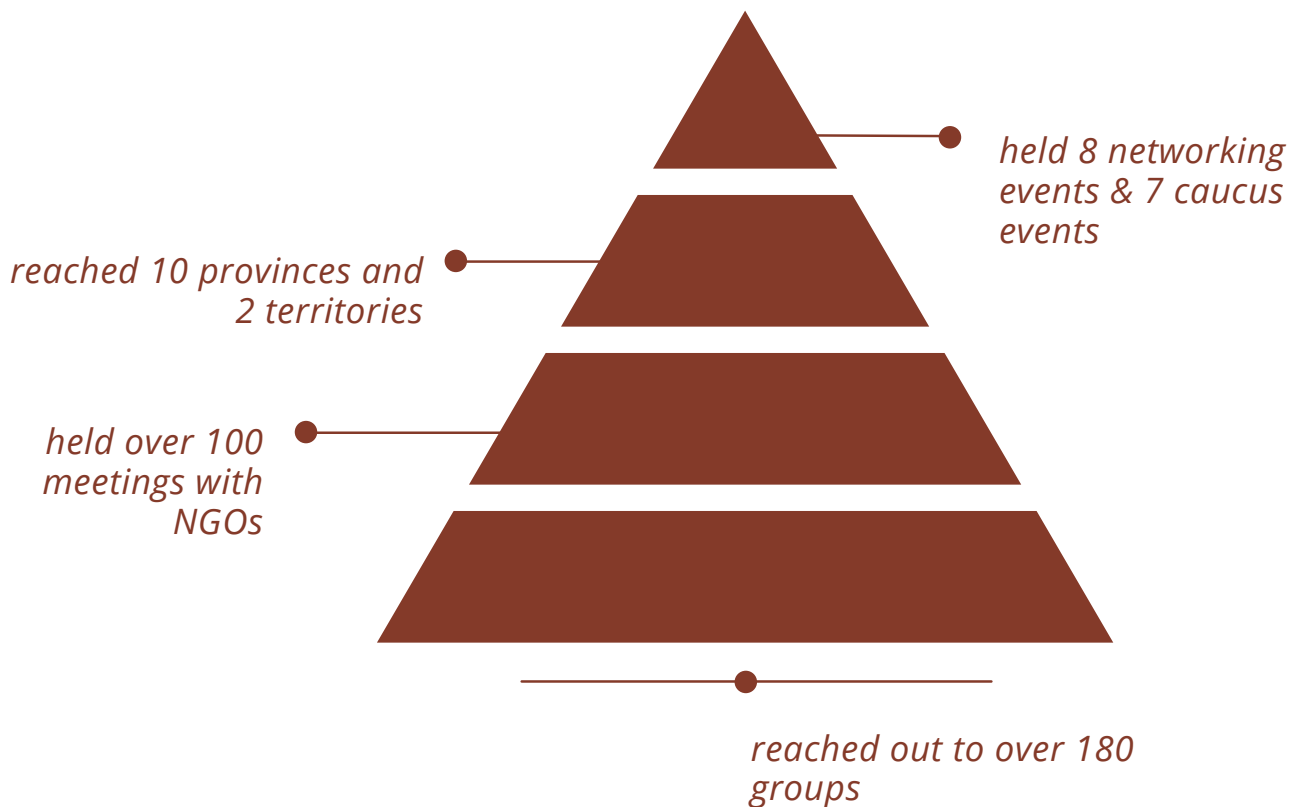 held 8 networking
events & 7 caucus
events
reached 10 provinces and
2 territories
held over 100
meetings with
NGOs
reached out to over 180
groups